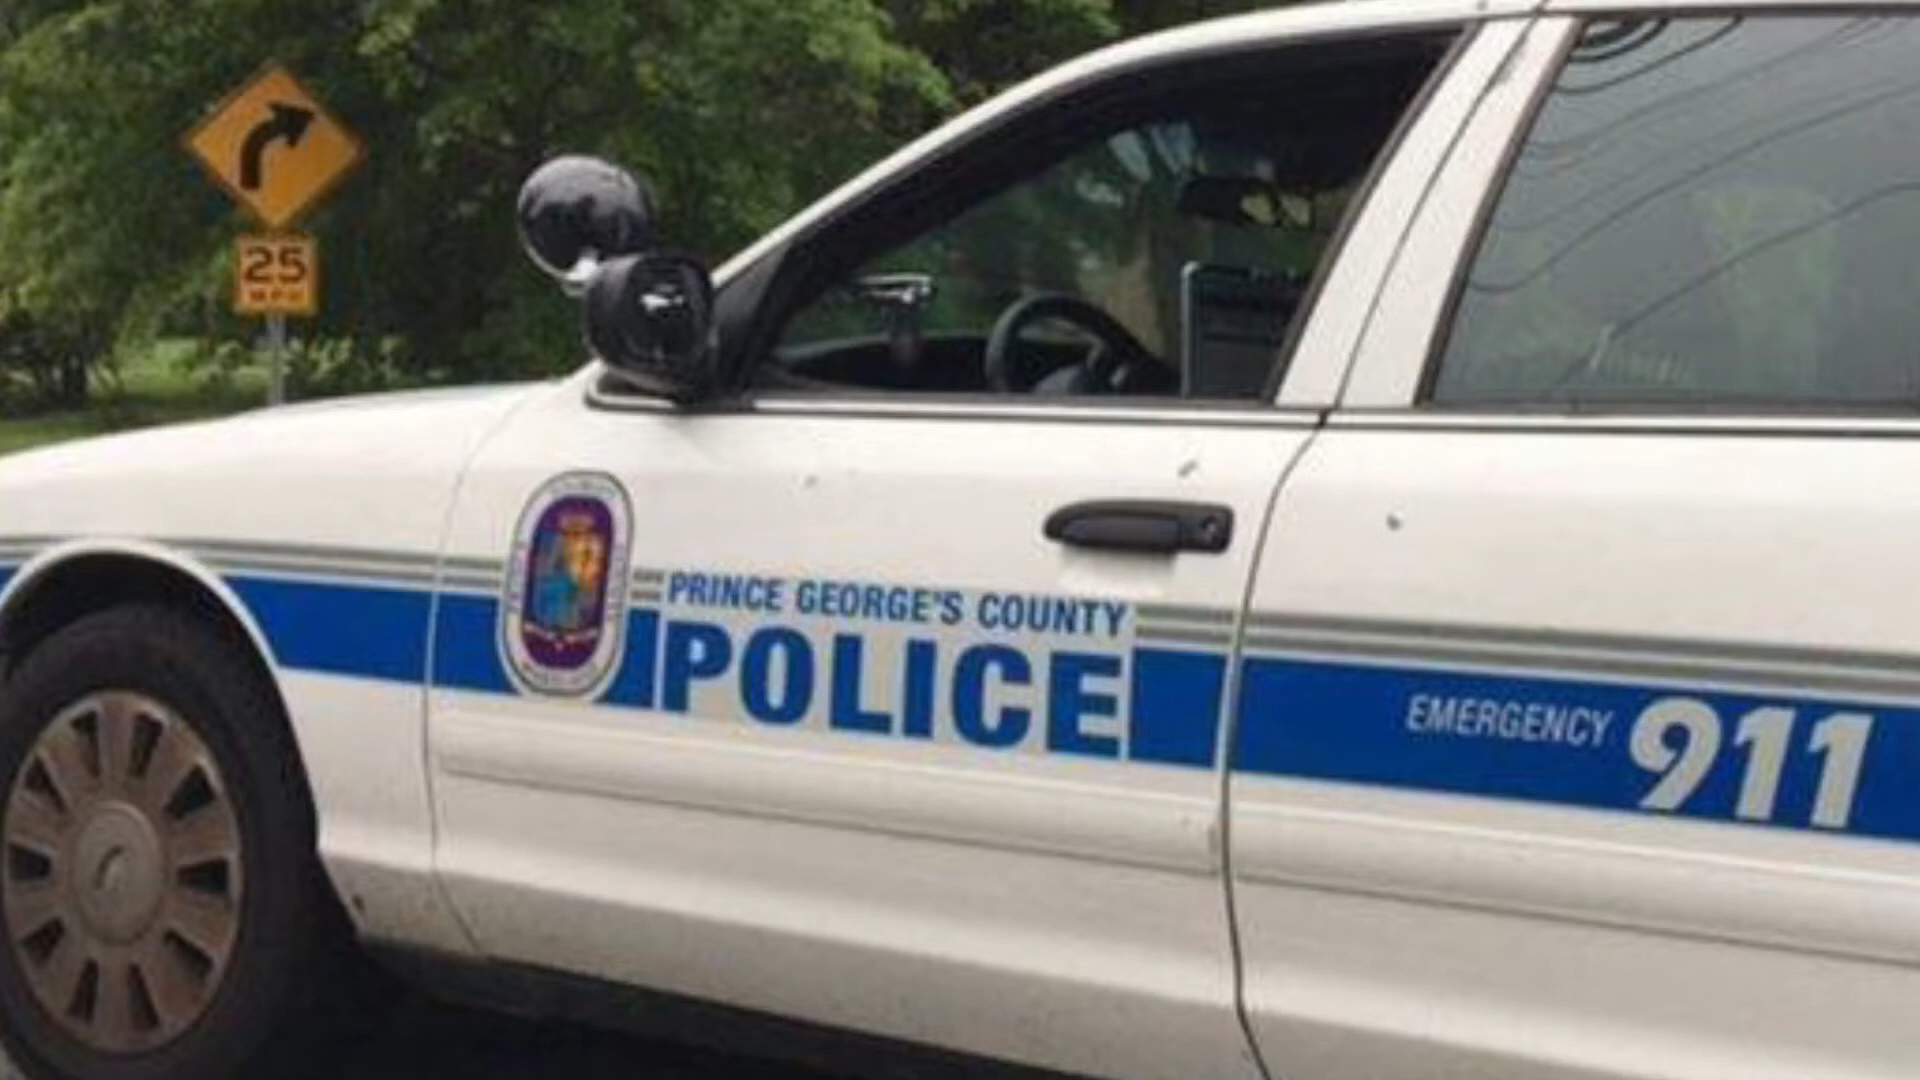 25
M.P.H.
PRINCE GEORGE'S COUNTY
POLICE
EMERGENCY 911